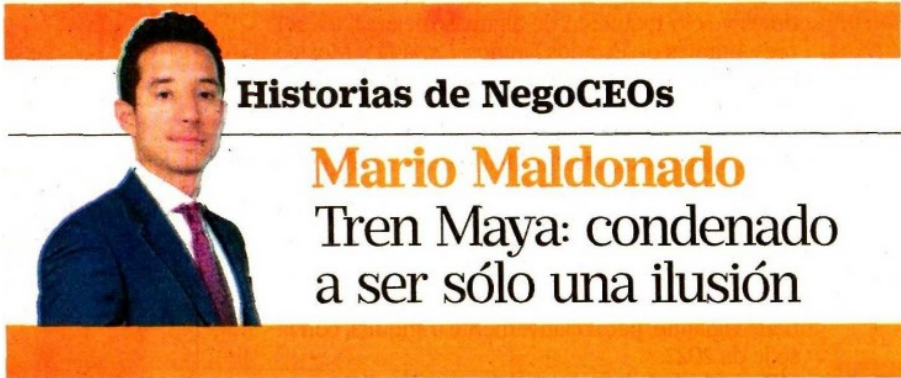 Historias de NegoCEOs
Mario Maldonado
Tren Maya: condenado
a ser sólo una ilusión